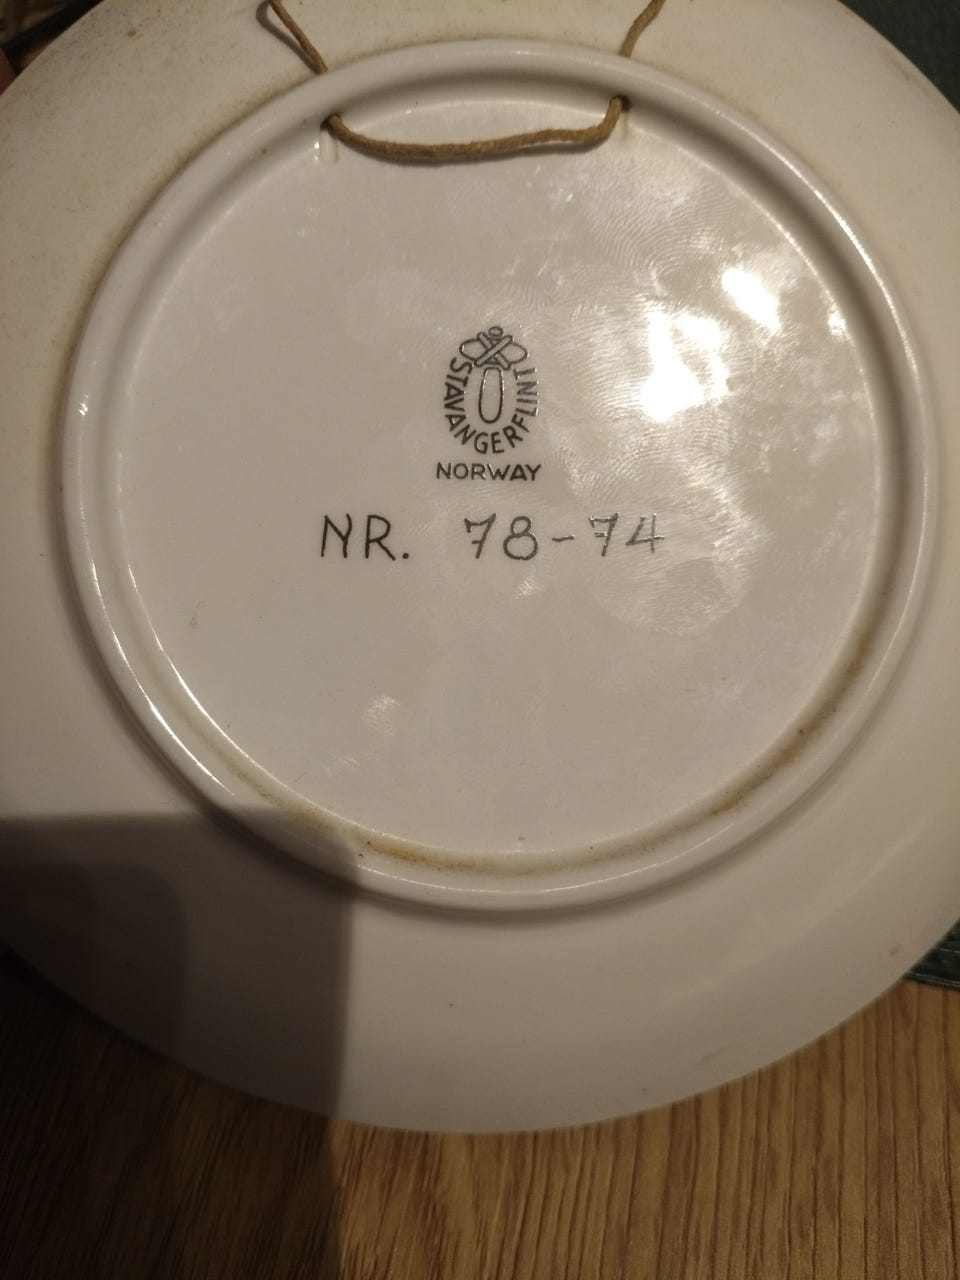 STAVANGERFLINT
NORWAY
NR. 78-74